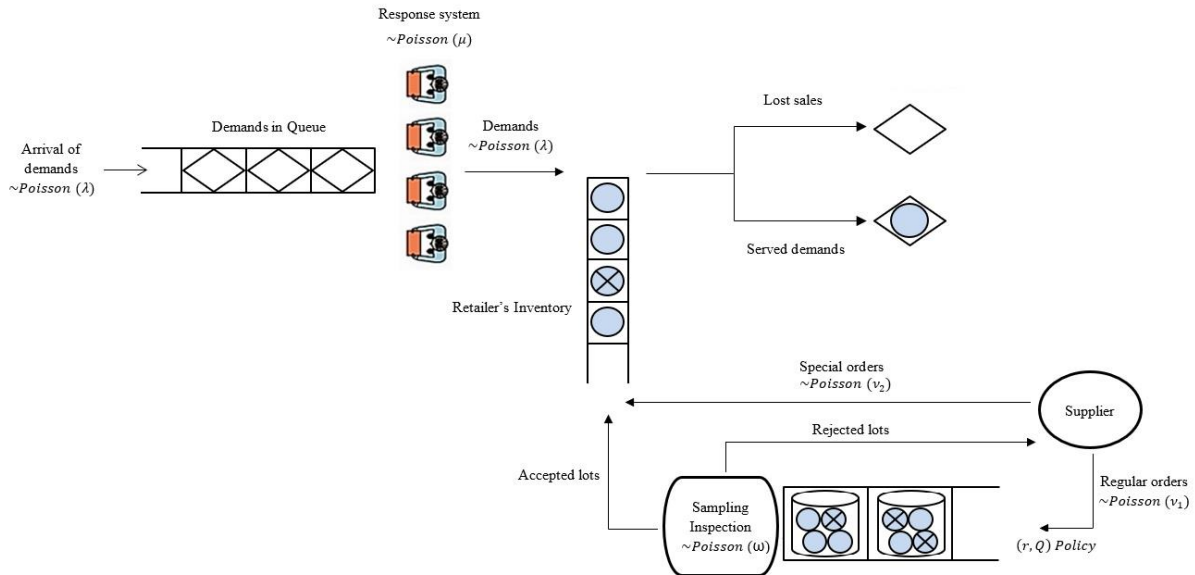 Response system
~Poisson (μ)
Demands in Queue
Arrival of
demands
~Poisson (λ)
Demands
~Poisson (λ)
Lost sales
Served demands
Retailer's Inventory
Special orders
~Poisson (ν₂)
Supplier
Rejected lots
Accepted lots
Regular orders
~Poisson (ν₁)
Sampling
Inspection
~Poisson (ω)
(r, Q) Policy